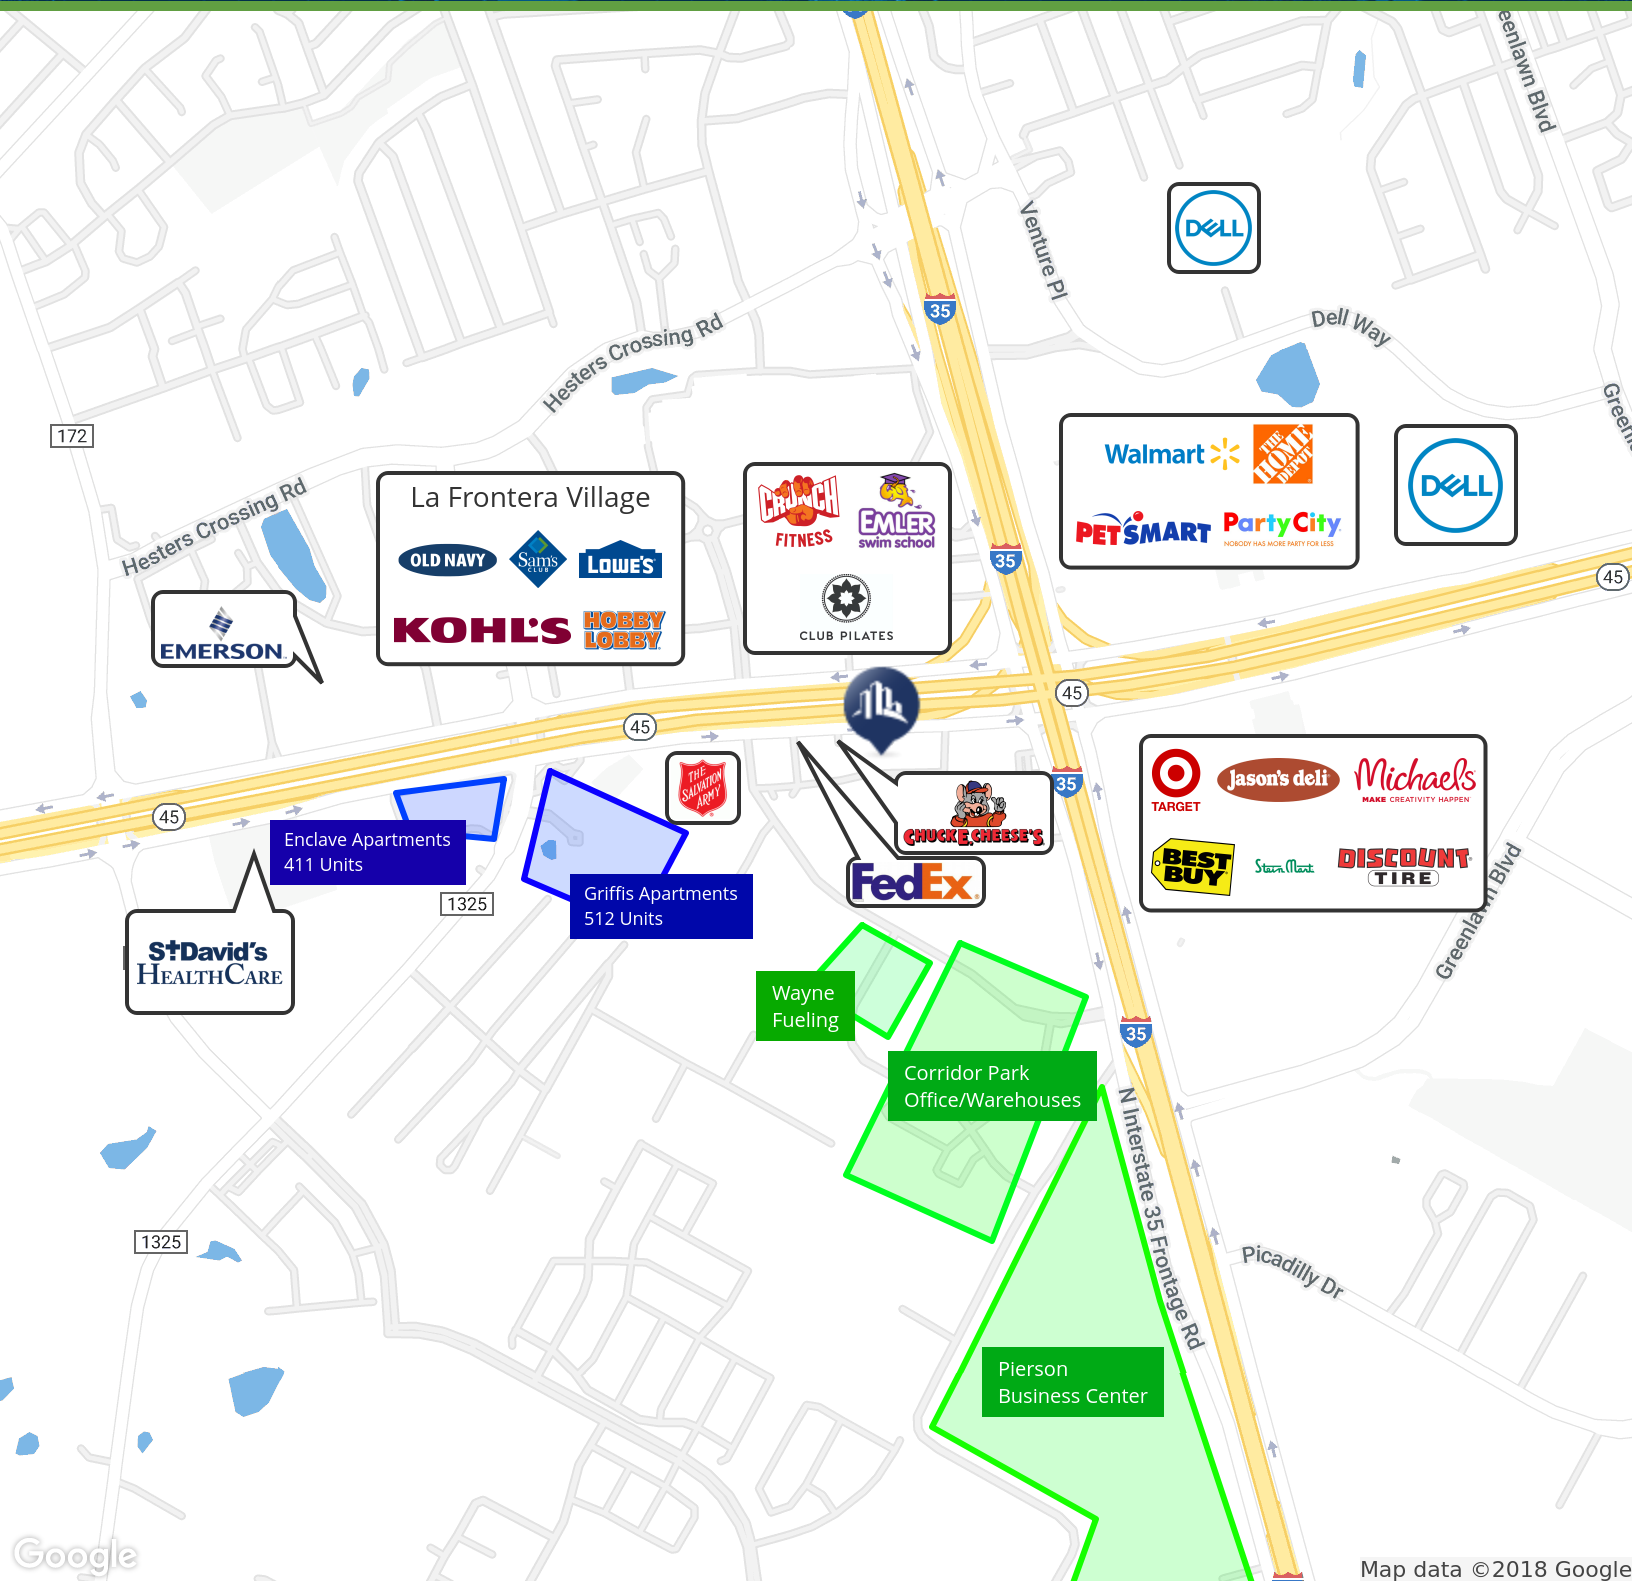 eenlawn Blvd
Venture Pl
DELL
35
Hesters Crossing Rd
Dell Way
172
Greenl
La Frontera Village
OLD NAVY
Sam's
CLUB
LOWE'S
KOHL'S
HOBBY
LOBBY
CRUNCH
FITNESS
EMLER
swim school
CLUB PILATES
Walmart
THE
HOME
DEPOT
PETSMART
PartyCity
NOBODY HAS MORE PARTY FOR LESS
DELL
Hesters Crossing Rd
35
45
EMERSON
45
45
35
THE
SALVATION
ARMY
CHUCK E. CHEESE'S
FedEx
TARGET
Jason's deli
Michaels
MAKE CREATIVITY HAPPEN
BEST
BUY
Stein Mart
DISCOUNT
TIRE
45
Enclave Apartments
411 Units
1325
Griffis Apartments
512 Units
Greenlawn Blvd
St David's
HEALTHCARE
Wayne
Fueling
35
Corridor Park
Office/Warehouses
N Interstate 35 Frontage Rd
1325
Picadilly Dr
Pierson
Business Center
Google
Map data ©2018 Google